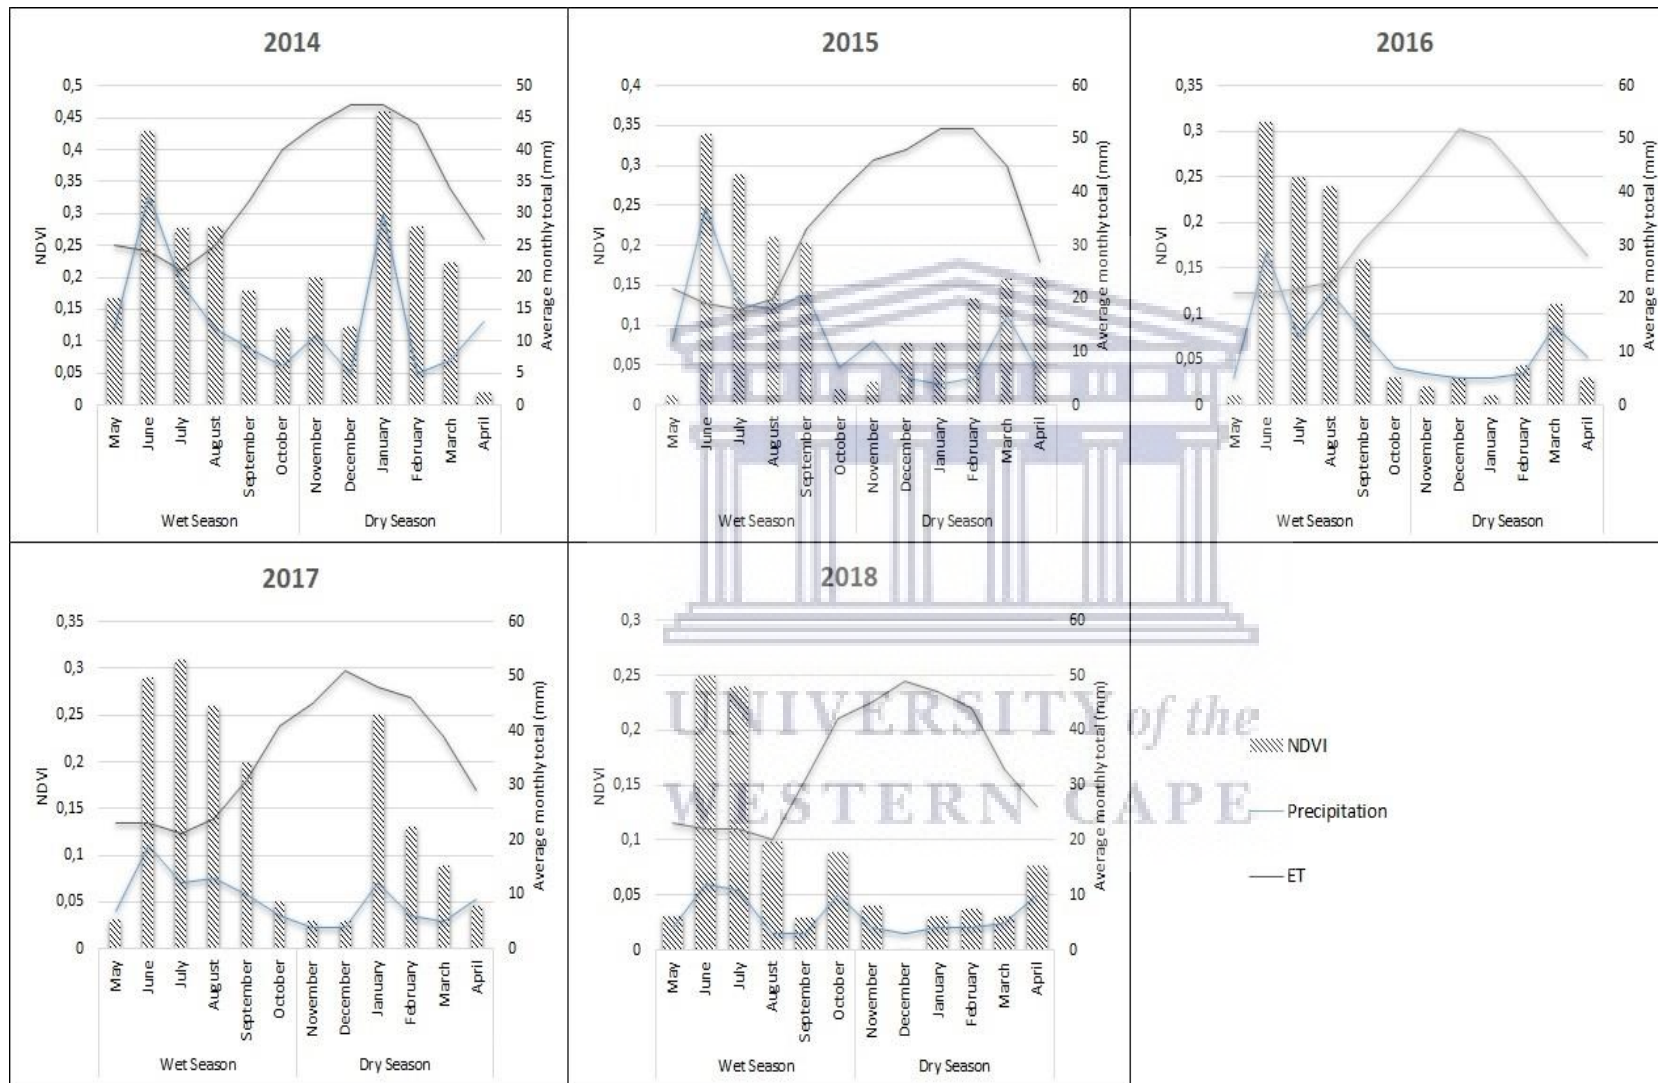 2014
0,5
0,45
0,4
0,35
0,3
0,25
0,2
0,15
0,1
0,05
0
NDVI
50
45
40
35
30
25
20
15
10
5
0
Average monthly total (mm)
May
June
July
August
September
October
November
December
January
February
March
April
Wet Season
Dry Season
2015
0,4
0,35
0,3
0,25
0,2
0,15
0,1
0,05
0
NDVI
60
50
40
30
20
10
0
Average monthly total (mm)
May
June
July
August
September
October
November
December
January
February
March
April
Wet Season
Dry Season
2016
0,35
0,3
0,25
0,2
0,15
0,1
0,05
0
NDVI
60
50
40
30
20
10
0
Average monthly total (mm)
May
June
July
August
September
October
November
December
January
February
March
April
Wet Season
Dry Season
2017
0,35
0,3
0,25
0,2
0,15
0,1
0,05
0
NDVI
60
50
40
30
20
10
0
Average monthly total (mm)
May
June
July
August
September
October
November
December
January
February
March
April
Wet Season
Dry Season
2018
0,3
0,25
0,2
0,15
0,1
0,05
0
NDVI
60
50
40
30
20
10
0
Average monthly total (mm)
May
June
July
August
September
October
November
December
January
February
March
April
Wet Season
Dry Season
UNIVERSITY of the
WESTERN CAPE
NDVI
Precipitation
ET